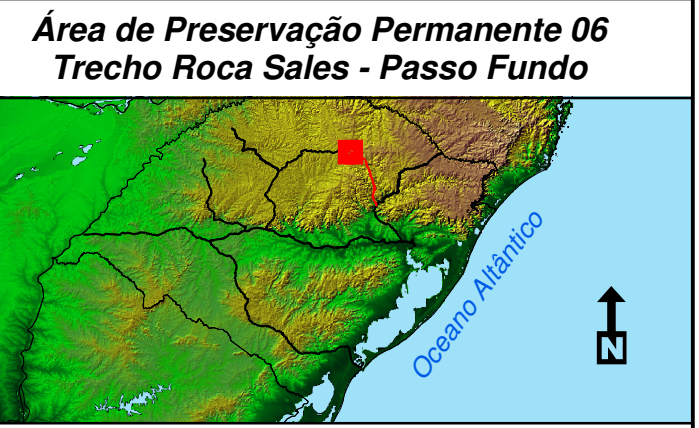 Área de Preservação Permanente 06
Trecho Roca Sales - Passo Fundo
Oceano Altântico
N